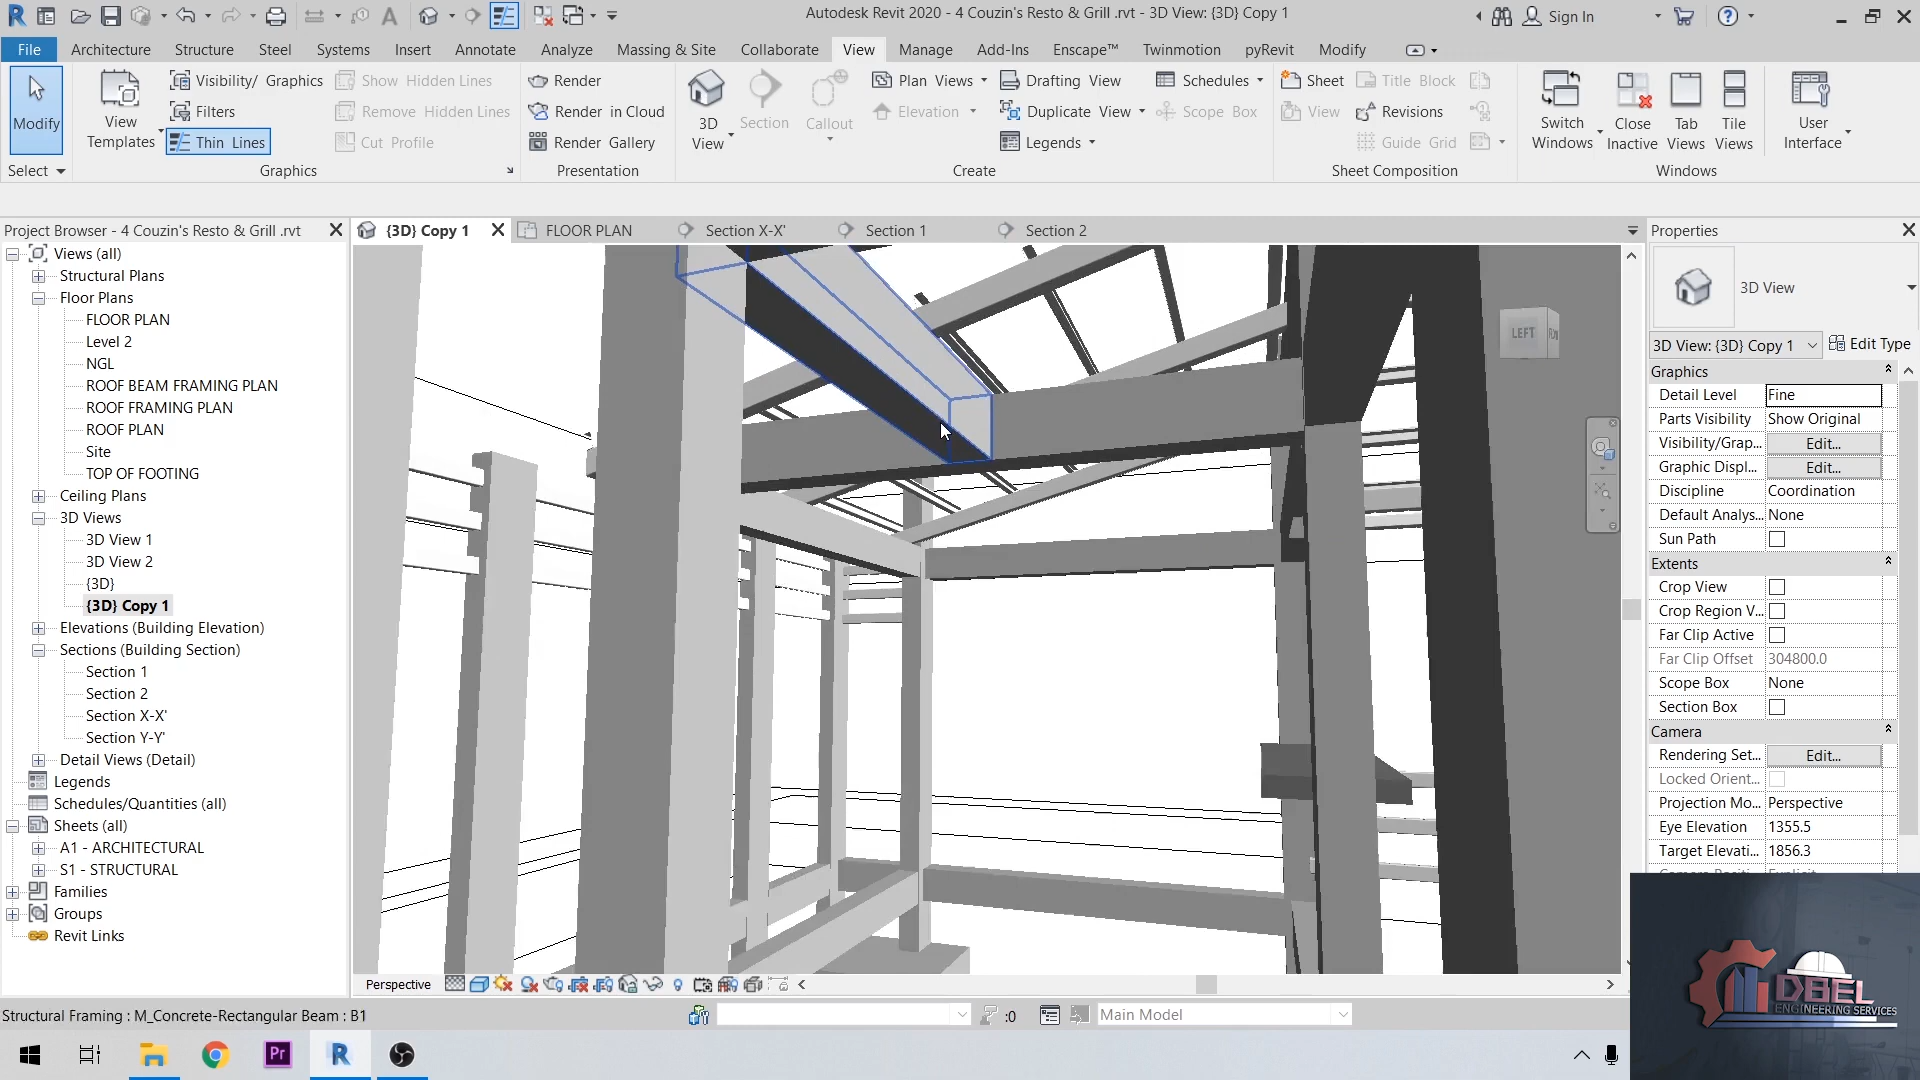 Autodesk Revit 2020 - 4 Couzin's Resto & Grill .rvt - 3D View: {3D} Copy 1
Sign In
File Architecture Structure Steel Systems Insert Annotate Analyze Massing & Site Collaborate View Manage Add-Ins Enscape™ Twinmotion pyRevit Modify
Modify
View Templates
Visibility/ Graphics
Filters
Thin Lines
Show Hidden Lines
Remove Hidden Lines
Cut Profile
Render
Render in Cloud
Render Gallery
3D View
Section
Callout
Plan Views
Elevation
Drafting View
Duplicate View
Legends
Schedules
Scope Box
Sheet
View
Title Block
Revisions
Guide Grid
Switch Windows
Close Inactive
Tab Views
Tile Views
User Interface
Select Graphics Presentation Create Sheet Composition Windows
Project Browser - 4 Couzin's Resto & Grill .rvt
Views (all)
Structural Plans
Floor Plans
FLOOR PLAN
Level 2
NGL
ROOF BEAM FRAMING PLAN
ROOF FRAMING PLAN
ROOF PLAN
Site
TOP OF FOOTING
Ceiling Plans
3D Views
3D View 1
3D View 2
{3D}
{3D} Copy 1
Elevations (Building Elevation)
Sections (Building Section)
Section 1
Section 2
Section X-X'
Section Y-Y'
Detail Views (Detail)
Legends
Schedules/Quantities (all)
Sheets (all)
A1 - ARCHITECTURAL
S1 - STRUCTURAL
Families
Groups
Revit Links
{3D} Copy 1 FLOOR PLAN Section X-X' Section 1 Section 2
LEFT
Perspective
Properties
3D View
3D View: {3D} Copy 1 Edit Type
Graphics
Detail Level Fine
Parts Visibility Show Original
Visibility/Grap... Edit...
Graphic Displ... Edit...
Discipline Coordination
Default Analys... None
Sun Path
Extents
Crop View
Crop Region V...
Far Clip Active
Far Clip Offset 304800.0
Scope Box None
Section Box
Camera
Rendering Set... Edit...
Locked Orient...
Projection Mo... Perspective
Eye Elevation 1355.5
Target Elevati... 1856.3
Structural Framing : M_Concrete-Rectangular Beam : B1
:0
Main Model
Pr
R
DBEL
ENGINEERING SERVICES